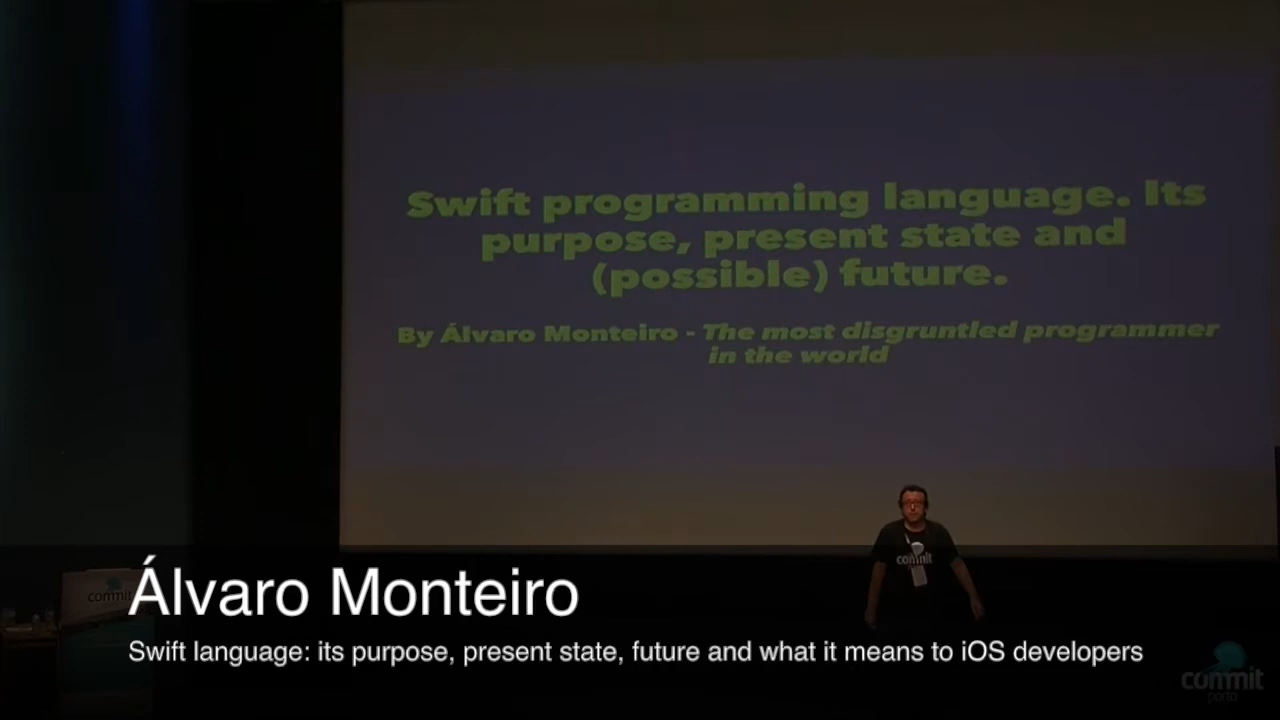 Swift programming language. Its
purpose, present state and
(possible) future.
By Álvaro Monteiro - The most disgruntled programmer
in the world
commit
commit
Álvaro Monteiro
Swift language: its purpose, present state, future and what it means to iOS developers
commit
porto